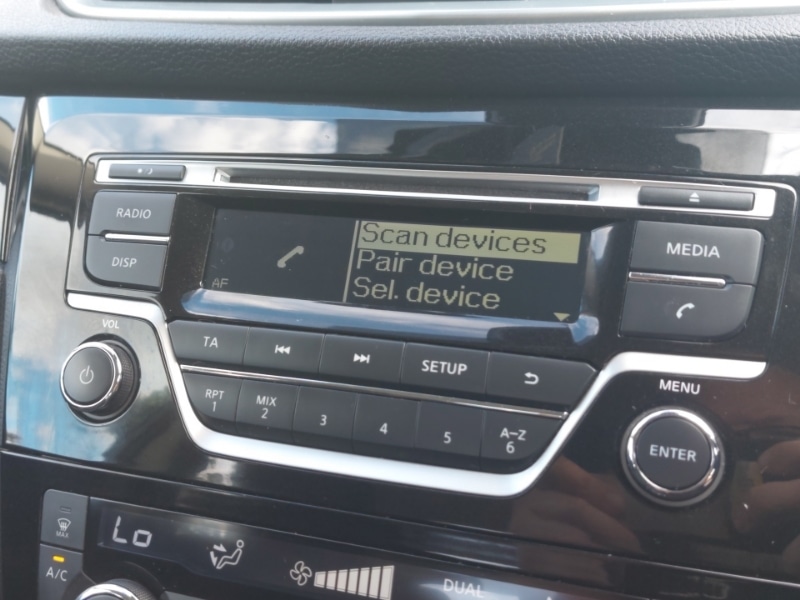 RADIO
DISP
AF
Scan devices
Pair device
Sel. device
MEDIA
VOL
TA
SETUP
RPT
1
MIX
2
3
4
5
A-Z
6
MENU
ENTER
MAX
A/C
Lo
DUAL